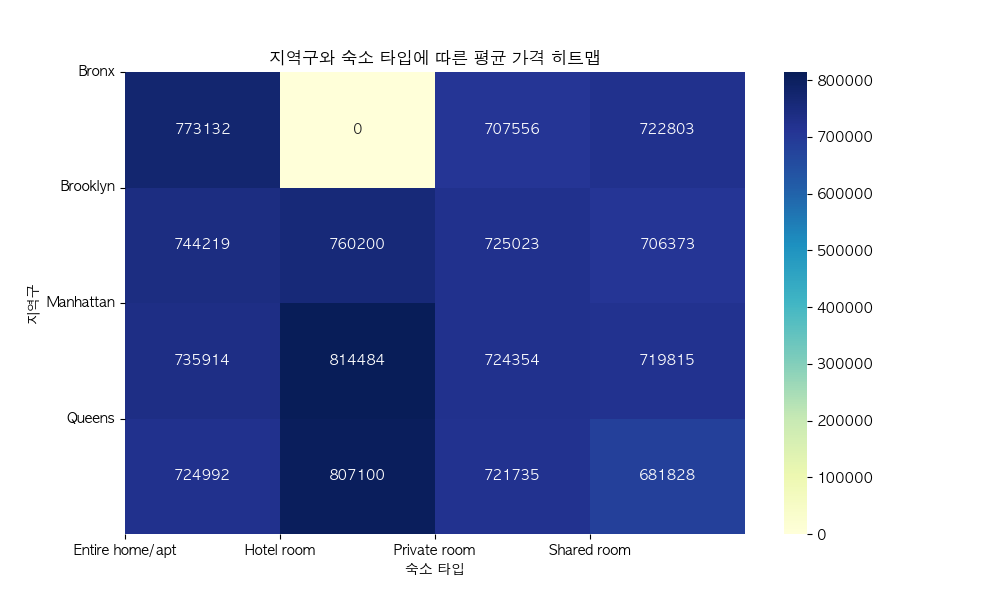 지역구와 숙소 타입에 따른 평균 가격 히트맵
Bronx
773132 0 707556 722803
Brooklyn
744219 760200 725023 706373
Manhattan
735914 814484 724354 719815
Queens
724992 807100 721735 681828
지역구
Entire home/apt Hotel room Private room Shared room
숙소 타입
800000
700000
600000
500000
400000
300000
200000
100000
0